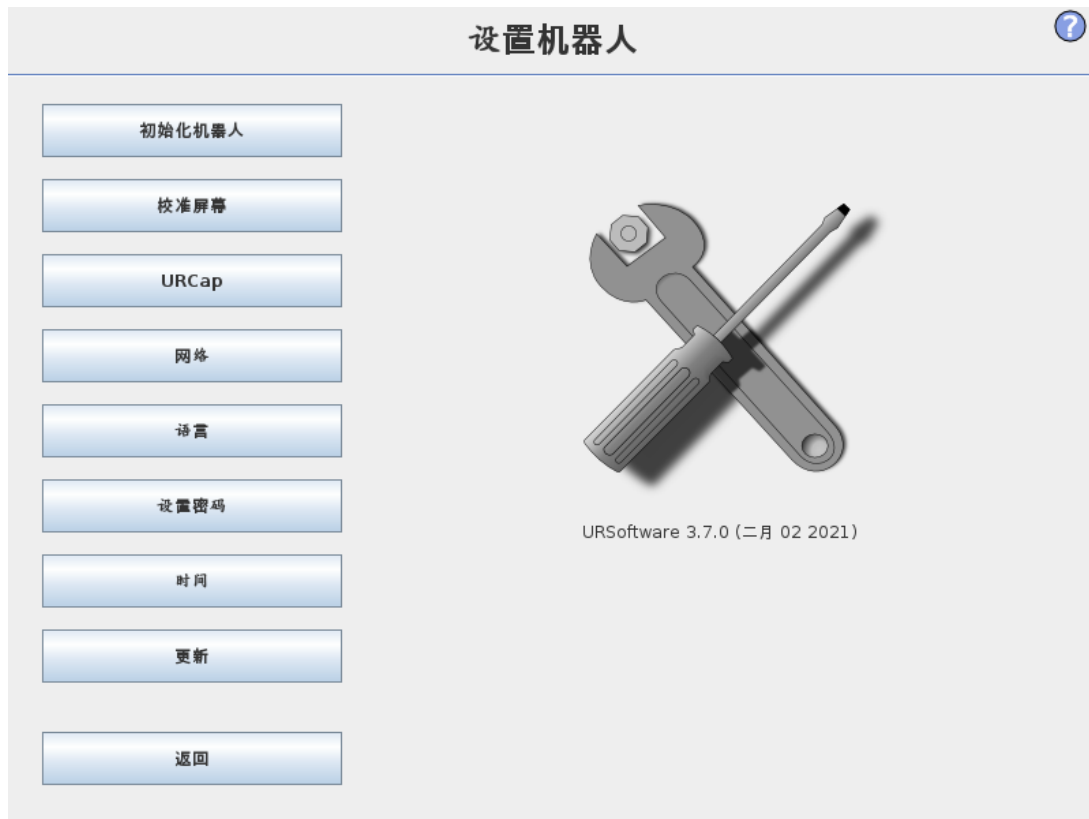 设置机器人
?
初始化机器人
校准屏幕
URCap
网络
语言
设置密码
时间
更新
返回
URSoftware 3.7.0 (二月 02 2021)